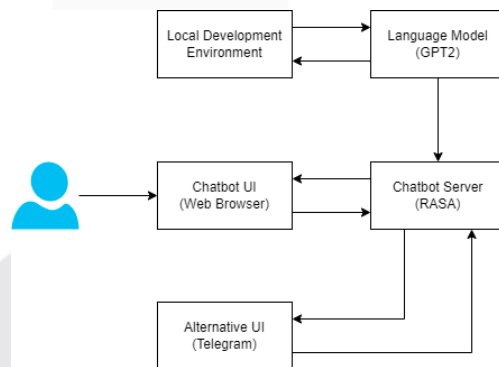 Local Development
Environment
Language Model
(GPT2)
Chatbot UI
(Web Browser)
Chatbot Server
(RASA)
Alternative UI
(Telegram)